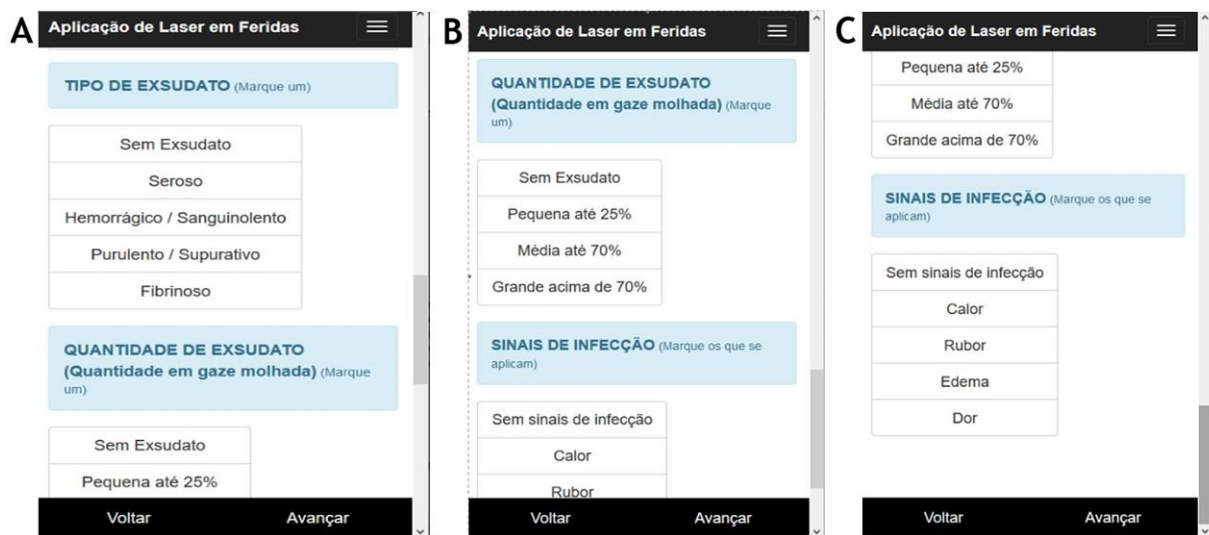 A
Aplicação de Laser em Feridas
TIPO DE EXSUDATO (Marque um)
Sem Exsudato
Seroso
Hemorrágico / Sanguinolento
Purulento / Supurativo
Fibrinoso
QUANTIDADE DE EXSUDATO
(Quantidade em gaze molhada) (Marque
um)
Sem Exsudato
Pequena até 25%
Voltar Avançar
B
Aplicação de Laser em Feridas
QUANTIDADE DE EXSUDATO
(Quantidade em gaze molhada) (Marque
um)
Sem Exsudato
Pequena até 25%
Média até 70%
Grande acima de 70%
SINAIS DE INFECÇÃO (Marque os que se
aplicam)
Sem sinais de infecção
Calor
Rubor
Voltar Avançar
C
Aplicação de Laser em Feridas
Pequena até 25%
Média até 70%
Grande acima de 70%
SINAIS DE INFECÇÃO (Marque os que se
aplicam)
Sem sinais de infecção
Calor
Rubor
Edema
Dor
Voltar Avançar